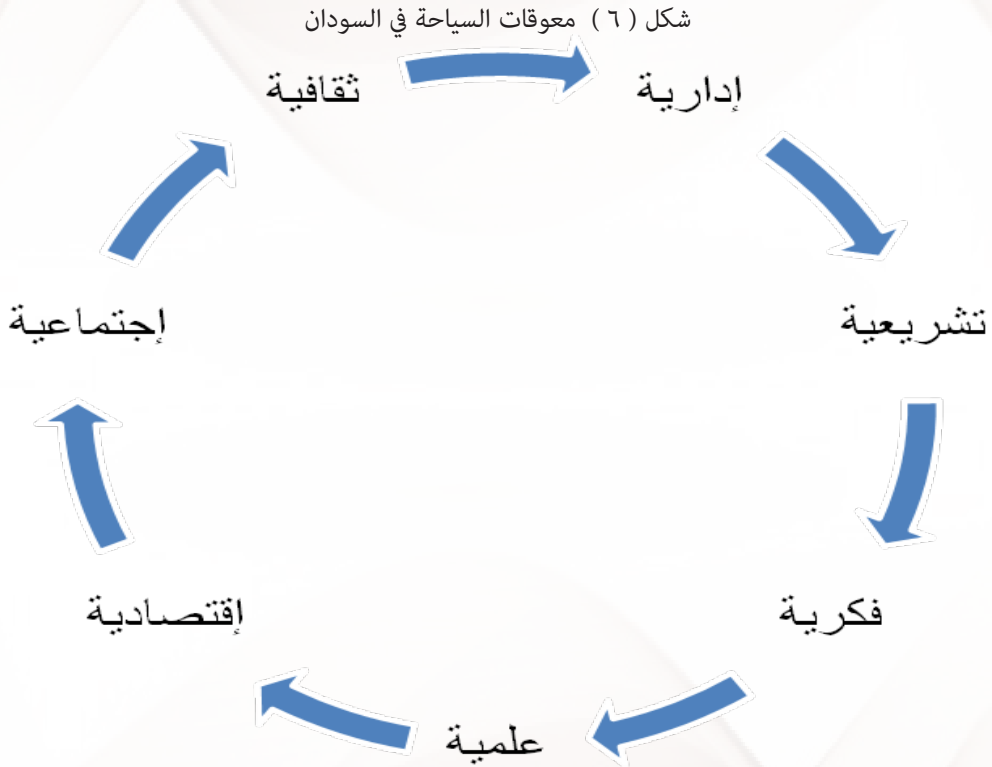 شكل ( ٦ ) معوقات السياحة في السودان
إدارية
تشريعية
فكرية
علمية
إقتصادية
إجتماعية
ثقافية